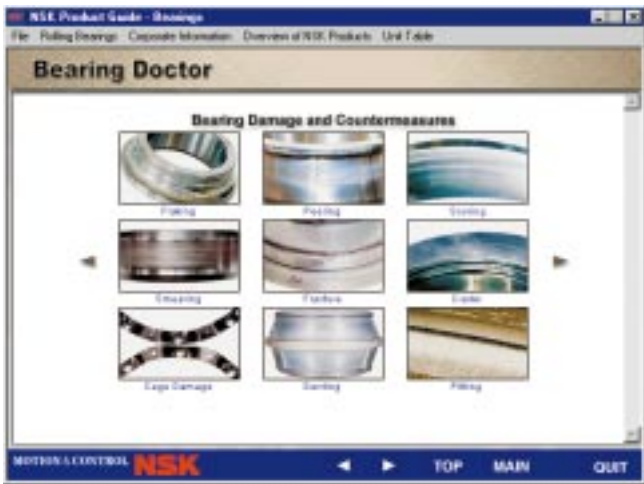 NSK Product Guide - Bearings
File Rolling Bearings Corporate Information Overview of NSK Products Unit Table
Bearing Doctor
Bearing Damage and Countermeasures
Flaking Peeling Scoring
Smearing Fracture Cracks
Cage Damage Denting Pitting
MOTION & CONTROL NSK TOP MAIN QUIT